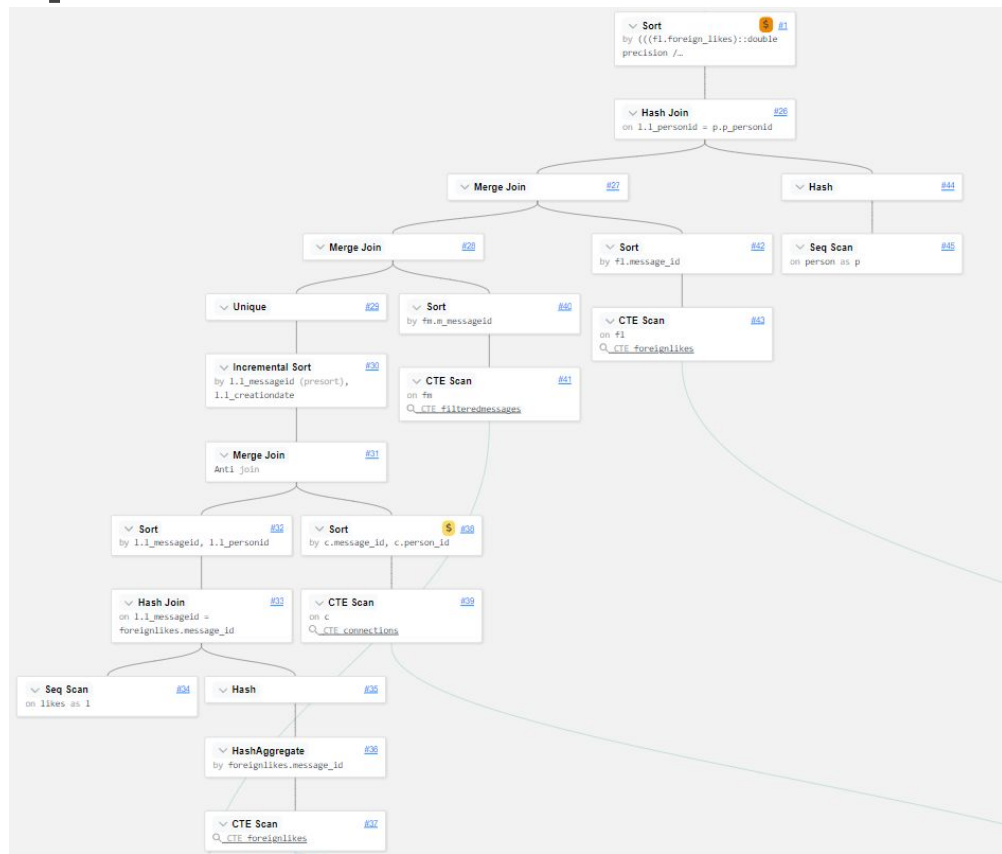 Sort $ #1
by (((fl.foreign_likes)::double
precision /…
Hash Join #26
on l.l_personid = p.p_personid
Merge Join #27
Hash #44
Merge Join #28
Sort #42
by fl.message_id
Seq Scan #45
on person as p
Unique #29
Sort #40
by fm.m_messageid
CTE Scan #43
on fl
CTE foreignlikes
Incremental Sort #30
by l.l_messageid (presort),
l.l_creationdate
CTE Scan #41
on fm
CTE filteredmessages
Merge Join #31
Anti join
Sort #32
by l.l_messageid, l.l_personid
Sort $ #38
by c.message_id, c.person_id
Hash Join #33
on l.l_messageid =
foreignlikes.message_id
CTE Scan #39
on c
CTE connections
Seq Scan #34
on likes as l
Hash #35
HashAggregate #36
by foreignlikes.message_id
CTE Scan #37
CTE foreignlikes